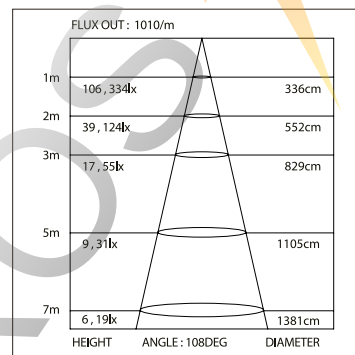 FLUX OUT : 1010/m
1m
106 , 334lx 336cm
2m
39 , 124lx 552cm
3m
17 , 55lx 829cm
5m
9 , 31lx 1105cm
7m
6 , 19lx 1381cm
HEIGHT ANGLE : 108DEG DIAMETER